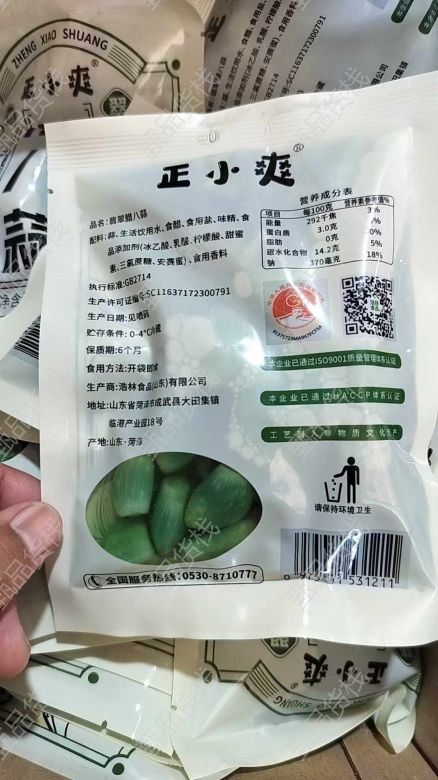 ZHENG XIAO SHUANG
正小爽
正小爽®
品名:翡翠腊八蒜
配料:蒜、生活饮用水、食醋、食用盐、味精、食
品添加剂(冰乙酸、乳酸、柠檬酸、甜蜜
素、三氯蔗糖、安赛蜜)、食用香料
执行标准:GB2714
生产许可证编号:SC11637172300791
生产日期:见喷码
贮存条件:0-4°C冷藏
保质期:6个月
食用方法:开袋即食
生产商:浩林食品(山东)有限公司
地址:山东省菏泽市成武县大田集镇
临港产业园18号
产地:山东·菏泽
营养成分表
项目 每100克 营养素参考值%
能量 292千焦 3%
蛋白质 3.0克
脂肪 0克
碳水化合物 14.2克 5%
钠 370毫克 18%
本企业已通过ISO9001质量管理体系认证
本企业已通过HACCP体系认证
工艺列入非物质文化遗产
请保持环境卫生
全国服务热线:0530-8710777
531211
正小爽
SHUANG